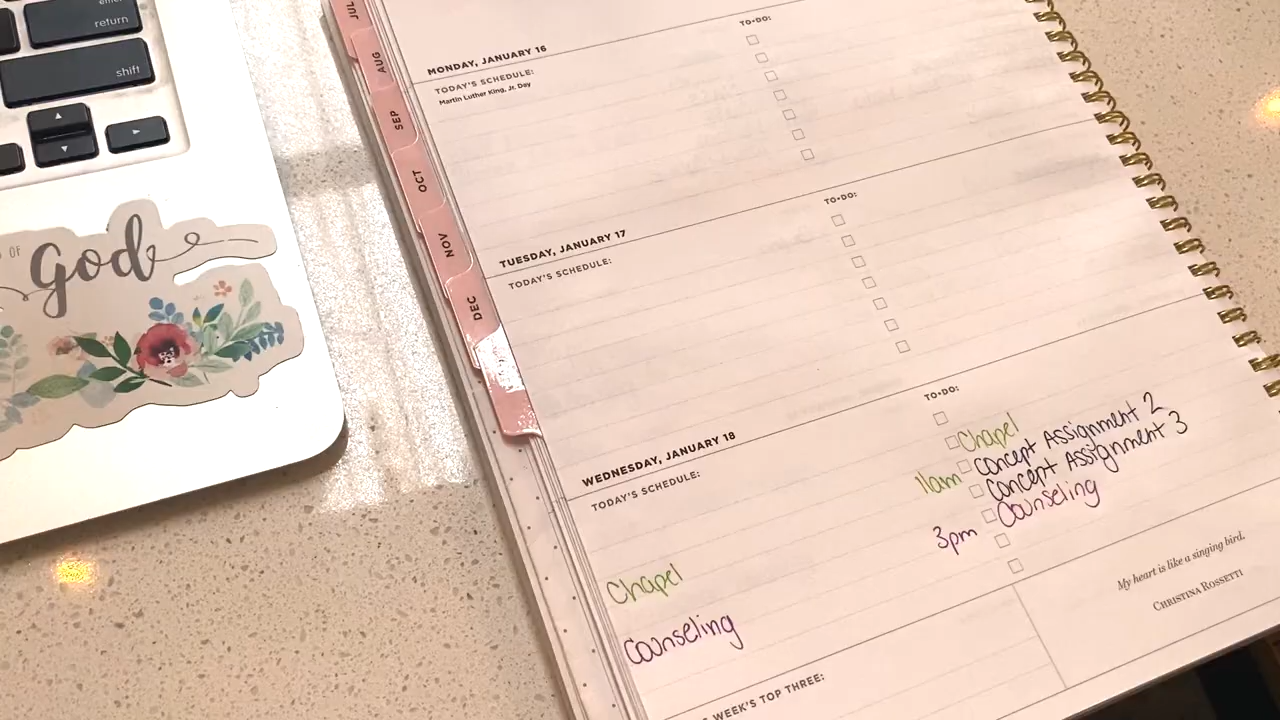 return
shift
OF
God
JUL
AUG
SEP
OCT
NOV
DEC
MONDAY, JANUARY 16
TO-DO:
TODAY'S SCHEDULE:
Martin Luther King, Jr. Day
TUESDAY, JANUARY 17
TO-DO:
TODAY'S SCHEDULE:
WEDNESDAY, JANUARY 18
TO-DO:
TODAY'S SCHEDULE:
Chapel
Concept Assignment 2
11am Concept Assignment 3
Counseling
3pm
Chapel
Counseling
WEEK'S TOP THREE:
My heart is like a singing bird.
CHRISTINA ROSSETTI